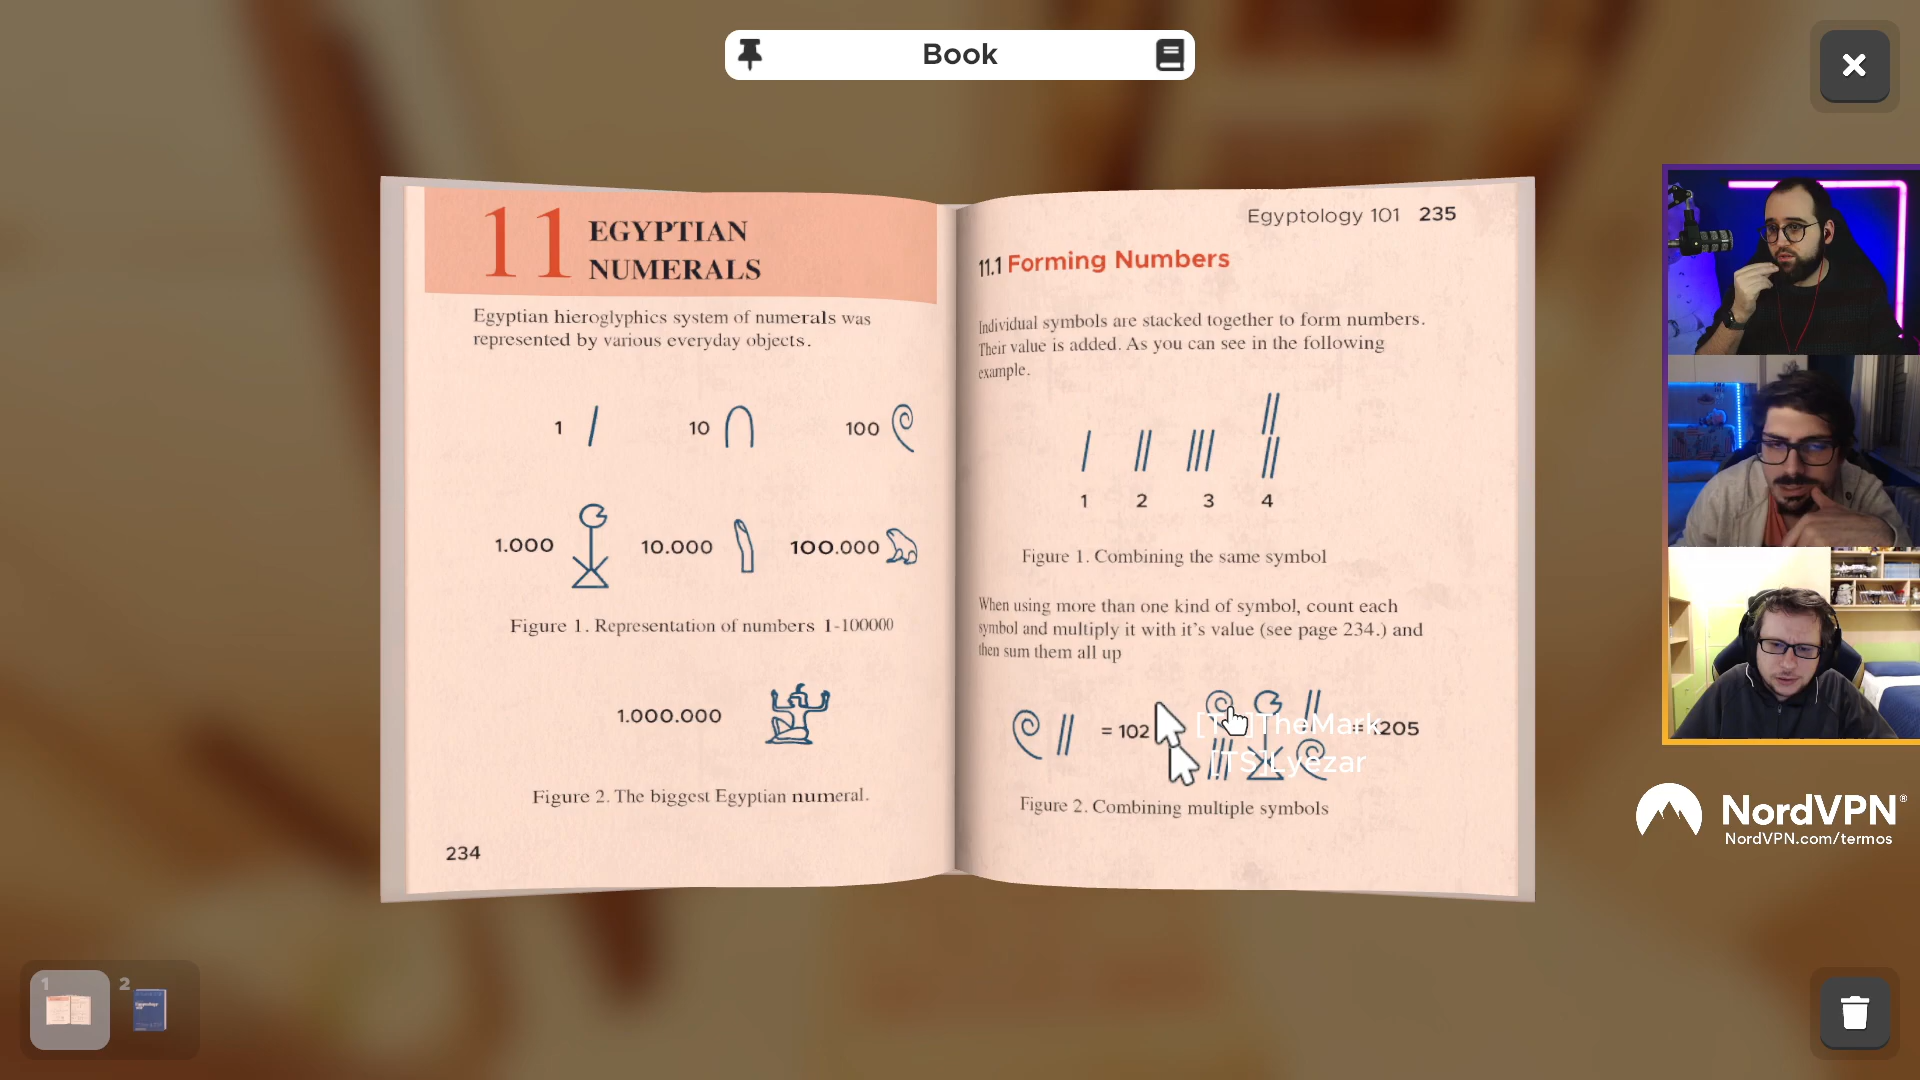 Book
11 EGYPTIAN
NUMERALS
Egyptian hieroglyphics system of numerals was
represented by various everyday objects.
1
10
100
1.000
10.000
100.000
Figure 1. Representation of numbers 1-100000
1.000.000
Figure 2. The biggest Egyptian numeral.
234
Egyptology 101 235
11.1 Forming Numbers
Individual symbols are stacked together to form numbers.
Their value is added. As you can see in the following
example.
1 2 3 4
Figure 1. Combining the same symbol
When using more than one kind of symbol, count each
symbol and multiply it with it's value (see page 234.) and
then sum them all up
= 102
205
[TS]Lyezar
Figure 2. Combining multiple symbols
1
2
NordVPN®
NordVPN.com/termos